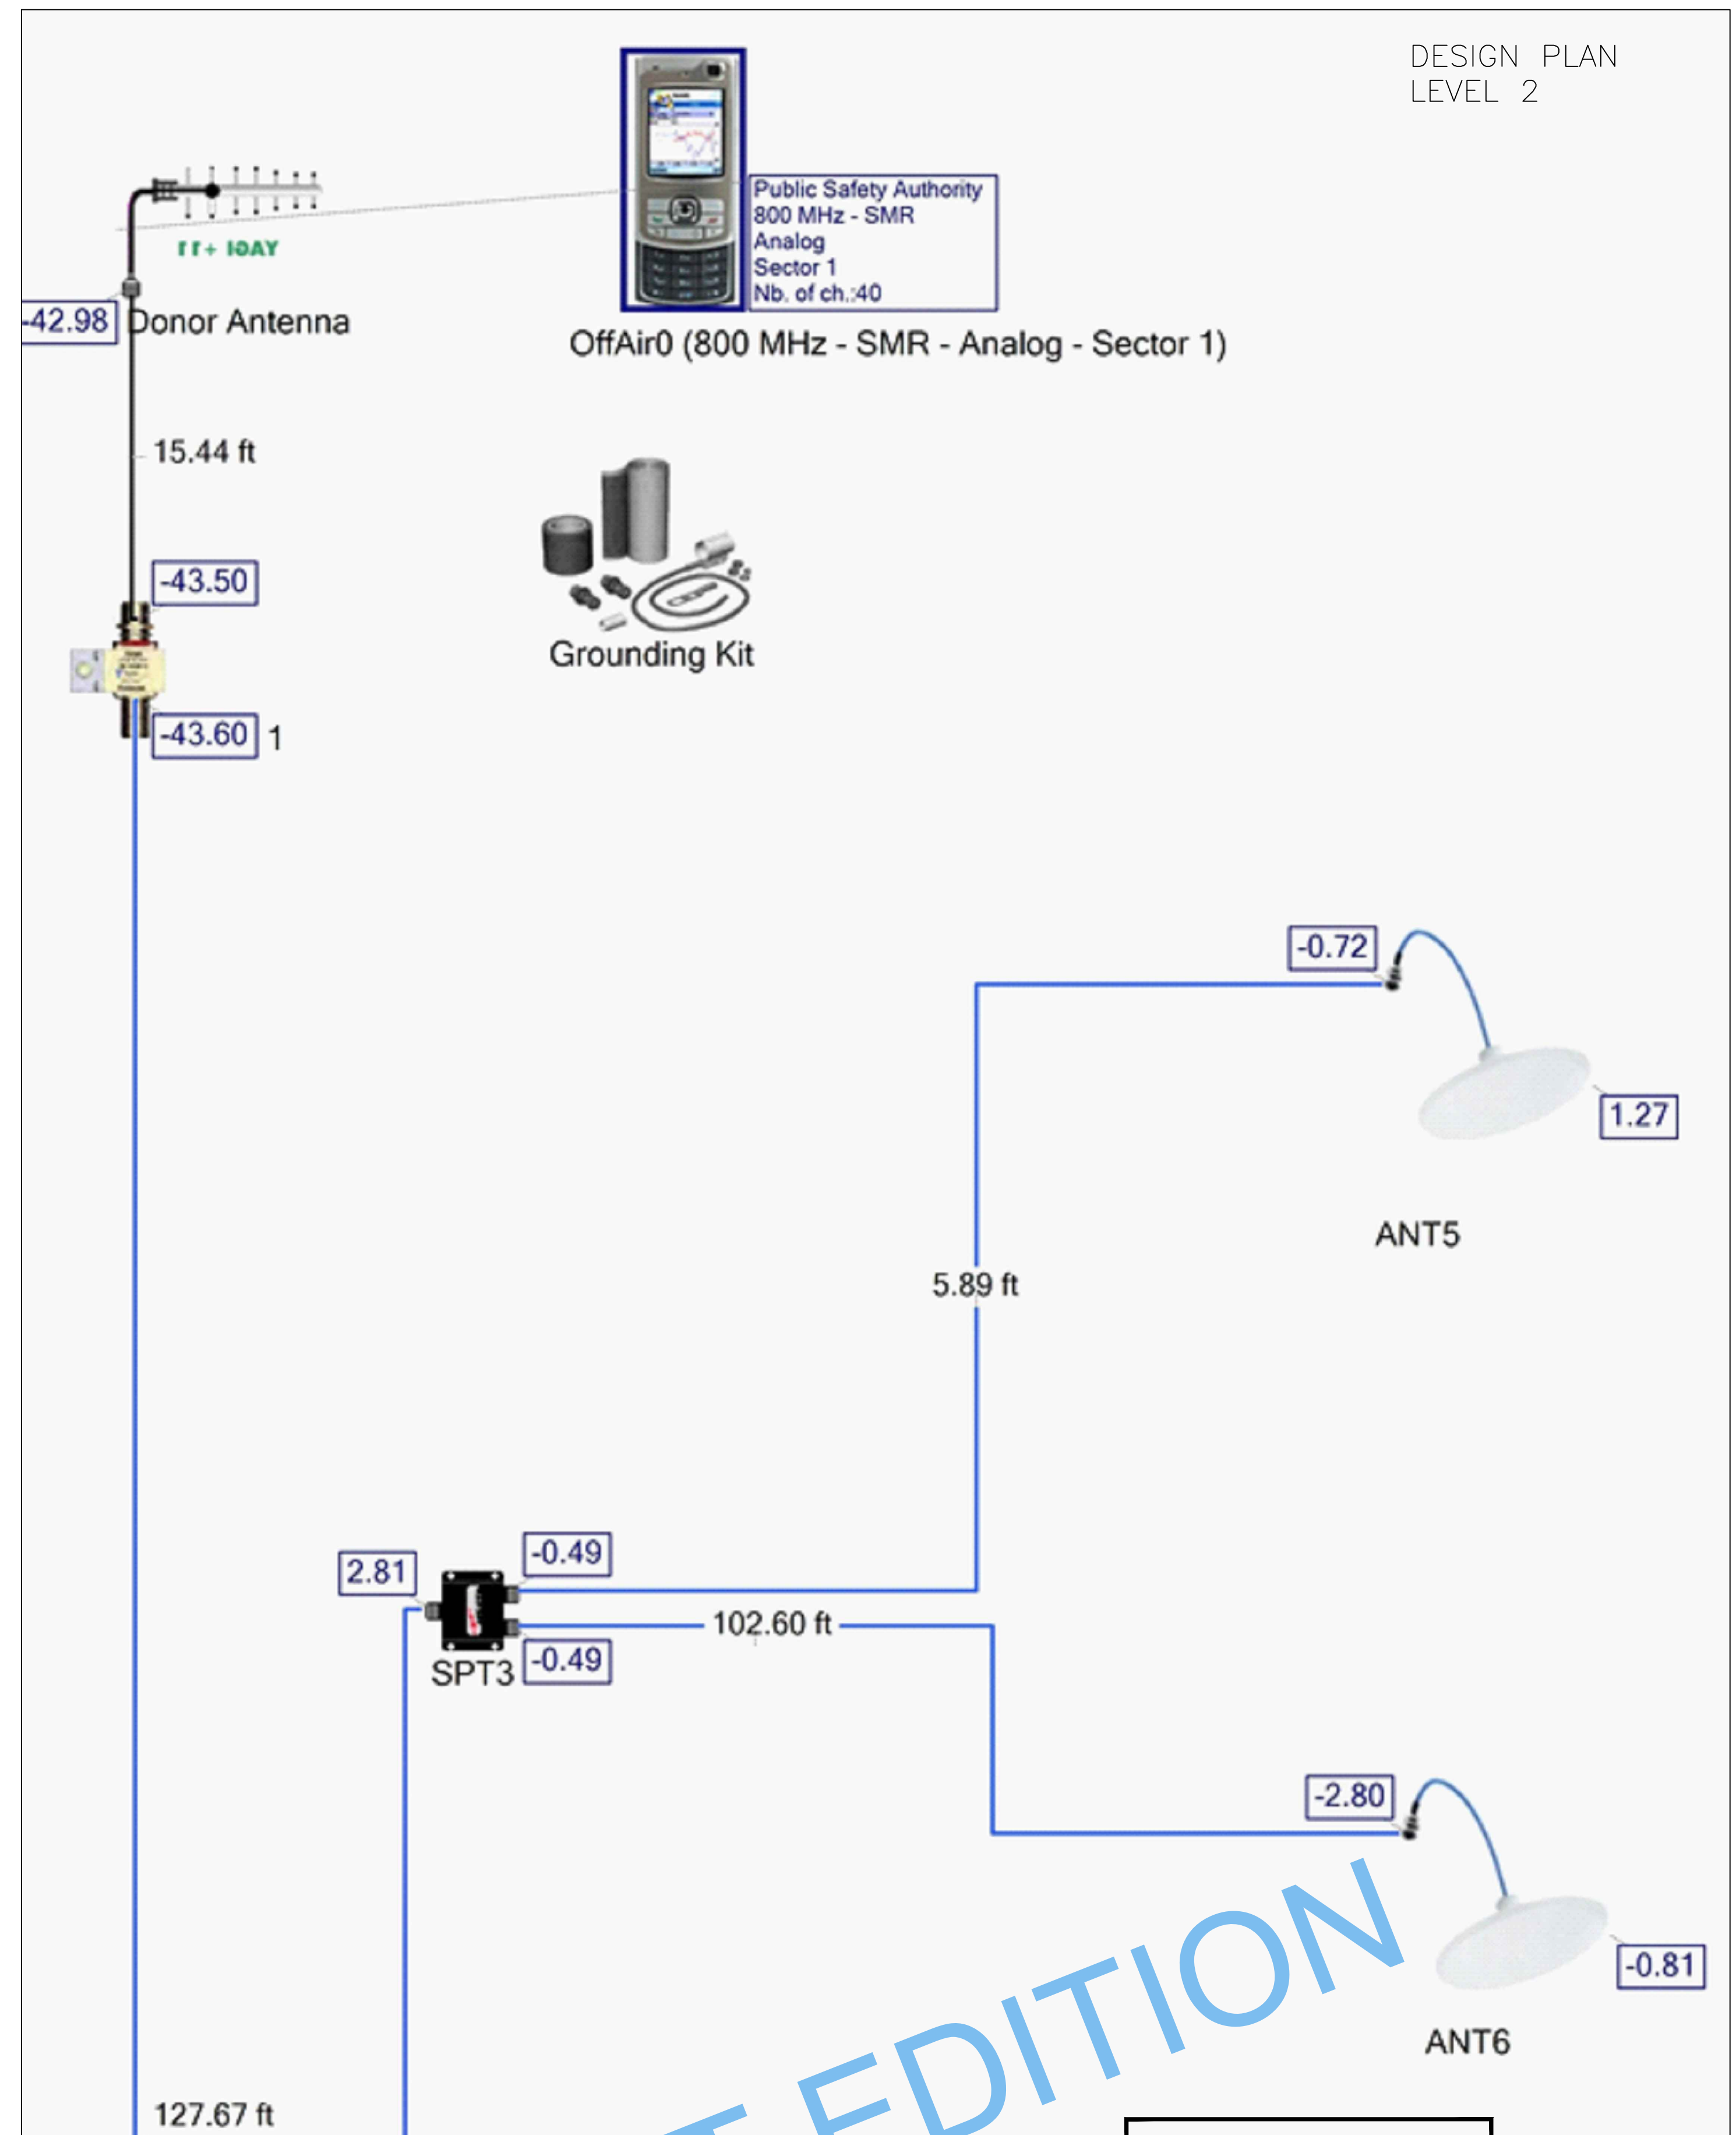 DESIGN PLAN
LEVEL 2
Public Safety Authority
800 MHz - SMR
Analog
Sector 1
Nb. of ch.:40
YAGI +11
-42.98
Donor Antenna
OffAir0 (800 MHz - SMR - Analog - Sector 1)
15.44 ft
-43.50
Grounding Kit
-43.60
1
-0.72
1.27
ANT5
5.89 ft
-0.49
2.81
102.60 ft
-0.49
SPT3
-2.80
-0.81
ANT6
EDITION
127.67 ft